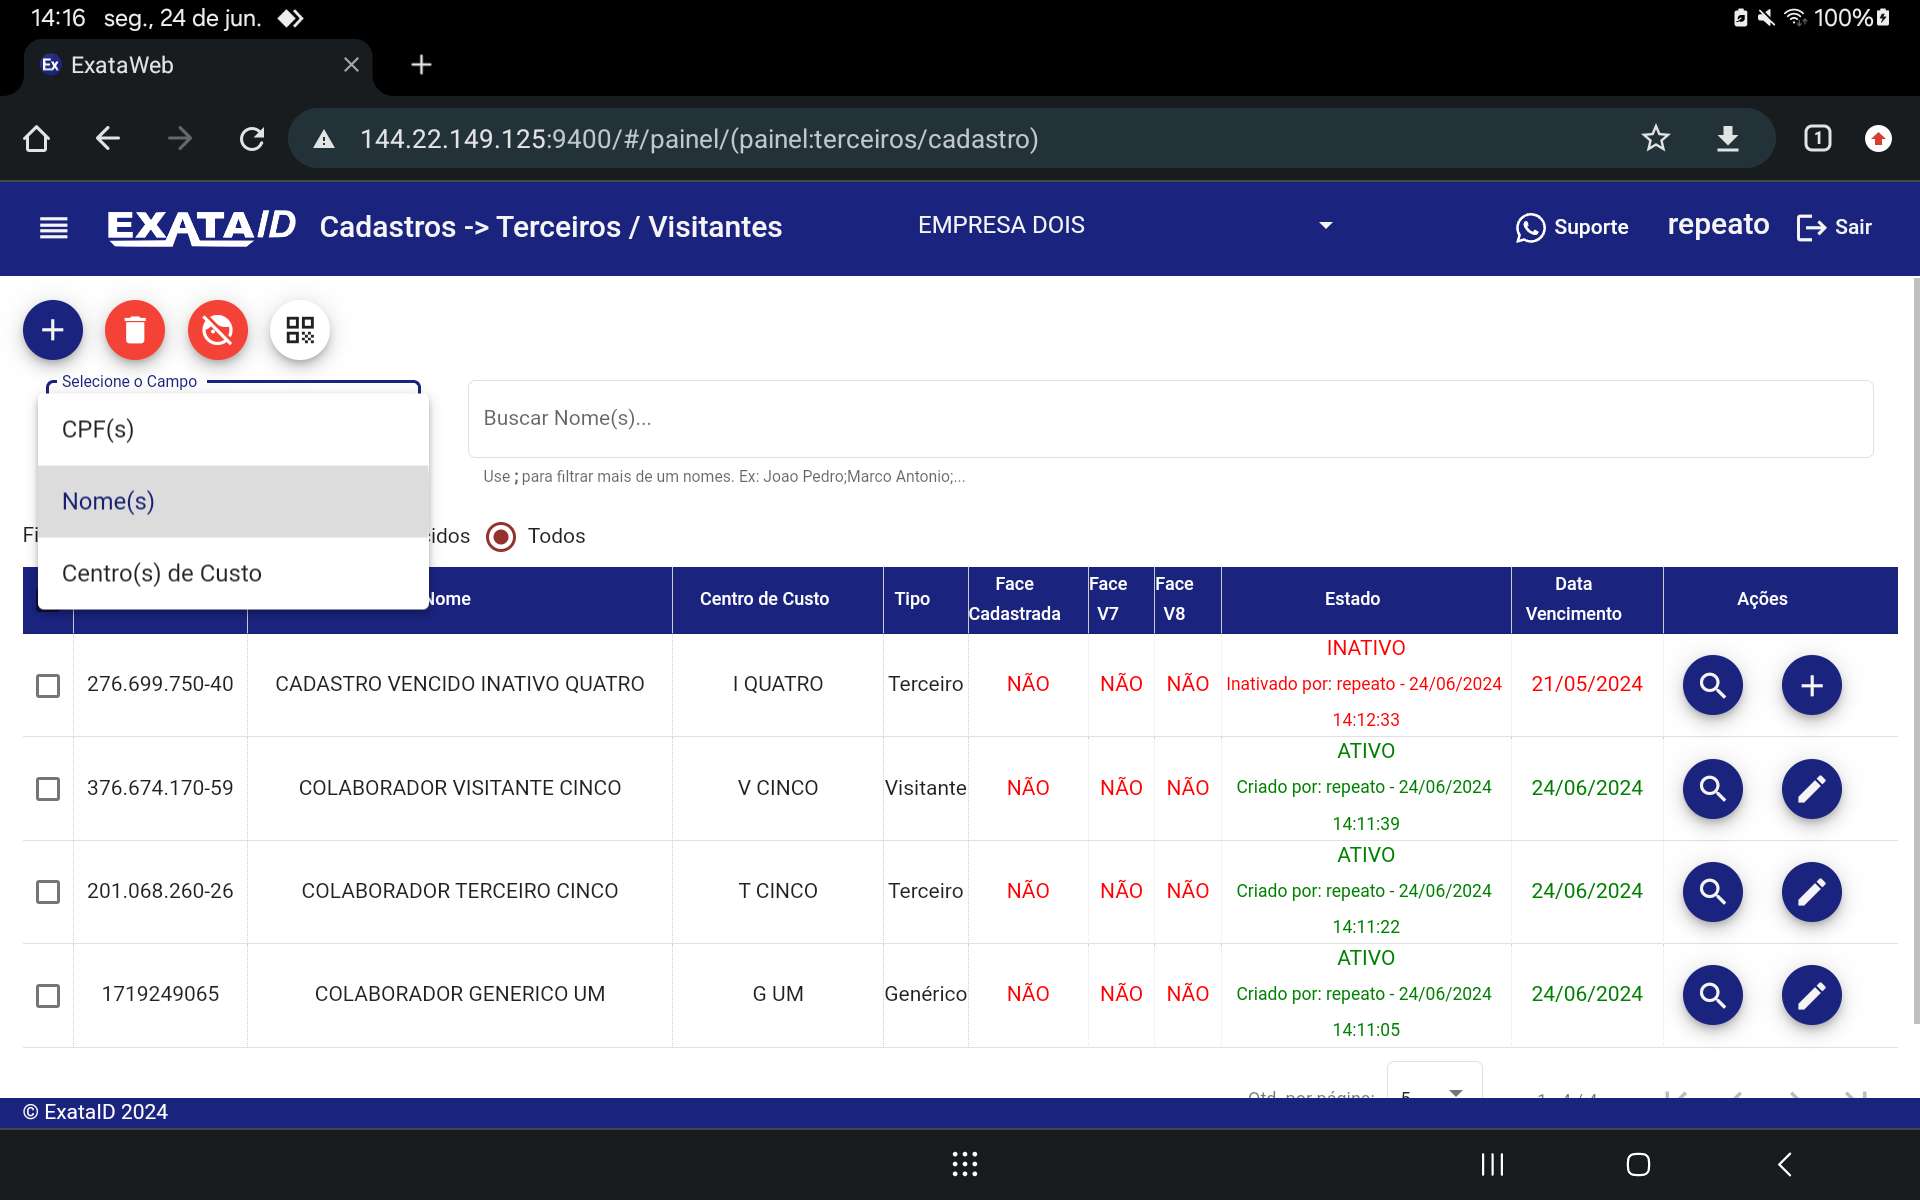 14:16 seg., 24 de jun. 100%
Ex ExataWeb
144.22.149.125:9400/#/painel/(painel:terceiros/cadastro) 1
EXATAID Cadastros -> Terceiros / Visitantes EMPRESA DOIS Suporte repeato Sair
Selecione o Campo
CPF(s)
Nome(s)
Centro(s) de Custo
Buscar Nome(s)...
Use ; para filtrar mais de um nomes. Ex: Joao Pedro;Marco Antonio;...
Fi cidos Todos
Nome Centro de Custo Tipo Face Cadastrada Face V7 Face V8 Estado Data Vencimento Ações
276.699.750-40 CADASTRO VENCIDO INATIVO QUATRO I QUATRO Terceiro NÃO NÃO NÃO INATIVO Inativado por: repeato - 24/06/2024 14:12:33 21/05/2024
376.674.170-59 COLABORADOR VISITANTE CINCO V CINCO Visitante NÃO NÃO NÃO ATIVO Criado por: repeato - 24/06/2024 14:11:39 24/06/2024
201.068.260-26 COLABORADOR TERCEIRO CINCO T CINCO Terceiro NÃO NÃO NÃO ATIVO Criado por: repeato - 24/06/2024 14:11:22 24/06/2024
1719249065 COLABORADOR GENERICO UM G UM Genérico NÃO NÃO NÃO ATIVO Criado por: repeato - 24/06/2024 14:11:05 24/06/2024
Qtd. por página: 5 1 - 4 / 4
© ExataID 2024